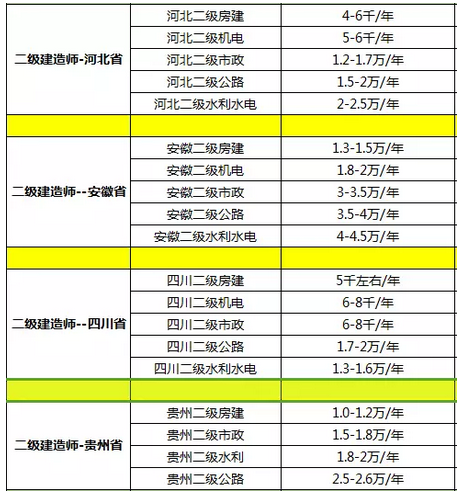 二级建造师-河北省
河北二级房建 4-6千/年
河北二级机电 5-6千/年
河北二级市政 1.2-1.7万/年
河北二级公路 1.5-2万/年
河北二级水利水电 2-2.5万/年
二级建造师--安徽省
安徽二级房建 1.3-1.5万/年
安徽二级机电 1.8-2万/年
安徽二级市政 3-3.5万/年
安徽二级公路 3.5-4万/年
安徽二级水利水电 4-4.5万/年
二级建造师--四川省
四川二级房建 5千左右/年
四川二级机电 6-8千/年
四川二级市政 6-8千/年
四川二级公路 1.7-2万/年
四川二级水利水电 1.3-1.6万/年
二级建造师-贵州省
贵州二级房建 1.0-1.2万/年
贵州二级市政 1.5-1.8万/年
贵州二级水利 1.8-2万/年
贵州二级公路 2.5-2.6万/年